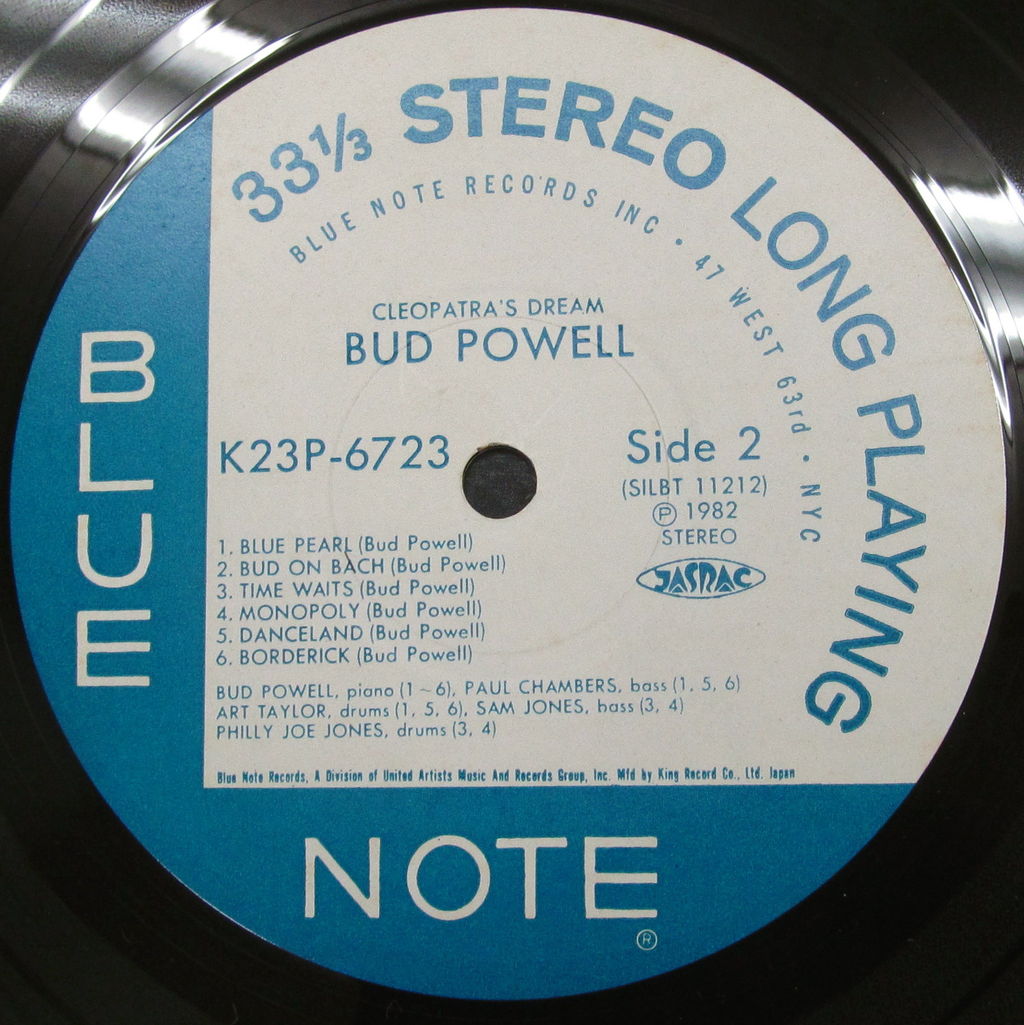 33⅓ STEREO LONG PLAYING
BLUE NOTE RECORDS INC • 47 WEST 63rd • NYC
CLEOPATRA'S DREAM
BUD POWELL
K23P-6723
Side 2
(SILBT 11212)
Ⓟ 1982
STEREO
JASRAC
1. BLUE PEARL (Bud Powell)
2. BUD ON BACH (Bud Powell)
3. TIME WAITS (Bud Powell)
4. MONOPOLY (Bud Powell)
5. DANCELAND (Bud Powell)
6. BORDERICK (Bud Powell)
BUD POWELL, piano (1~6), PAUL CHAMBERS, bass (1, 5, 6)
ART TAYLOR, drums (1, 5, 6), SAM JONES, bass (3, 4)
PHILLY JOE JONES, drums (3, 4)
Blue Note Records, A Division of United Artists Music And Records Group, Inc. Mfd by King Record Co., Ltd. Japan
BLUE
NOTE
®